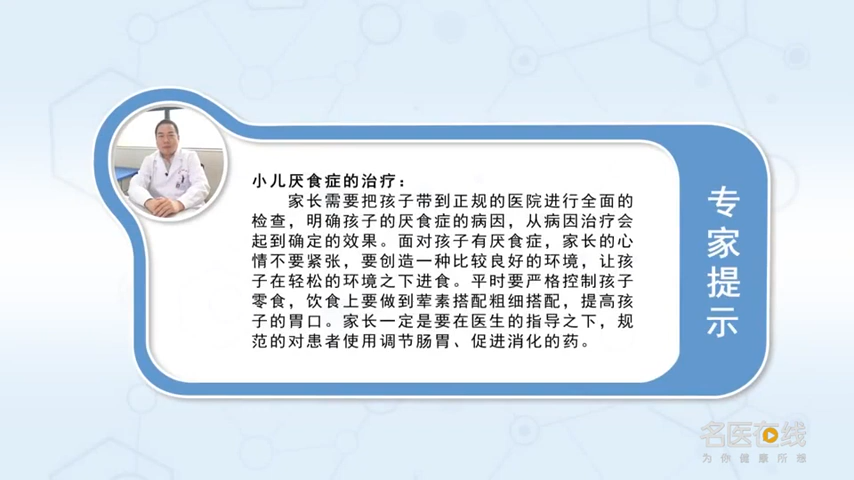 小儿厌食症的治疗：
家长需要把孩子带到正规的医院进行全面的
检查，明确孩子的厌食症的病因，从病因治疗会
起到确定的效果。面对孩子有厌食症，家长的心
情不要紧张，要创造一种比较良好的环境，让孩
子在轻松的环境之下进食。平时要严格控制孩子
零食，饮食上要做到荤素搭配粗细搭配，提高孩
子的胃口。家长一定是要在医生的指导之下，规
范的对患者使用调节肠胃、促进消化的药。
专家提示
名医在线
为你健康所想